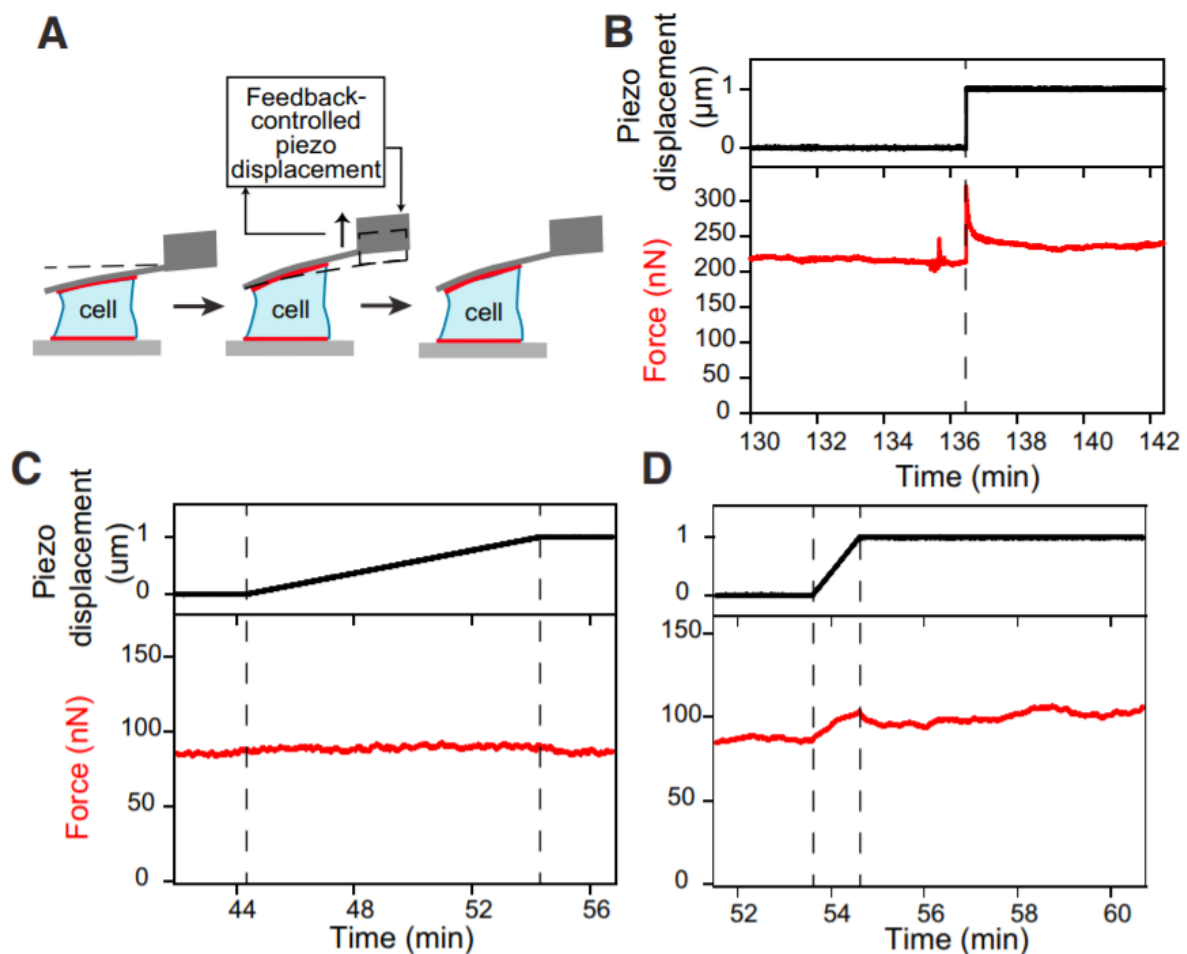 A
Feedback-
controlled
piezo
displacement
cell
cell
cell
B
Piezo
displacement
(µm)
1
0
Force (nN)
300
250
200
150
100
50
0
130 132 134 136 138 140 142
Time (min)
C
Piezo
displacement
(um)
1
0
Force (nN)
150
100
50
0
44 48 52 56
Time (min)
D
1
0
150
100
50
0
52 54 56 58 60
Time (min)